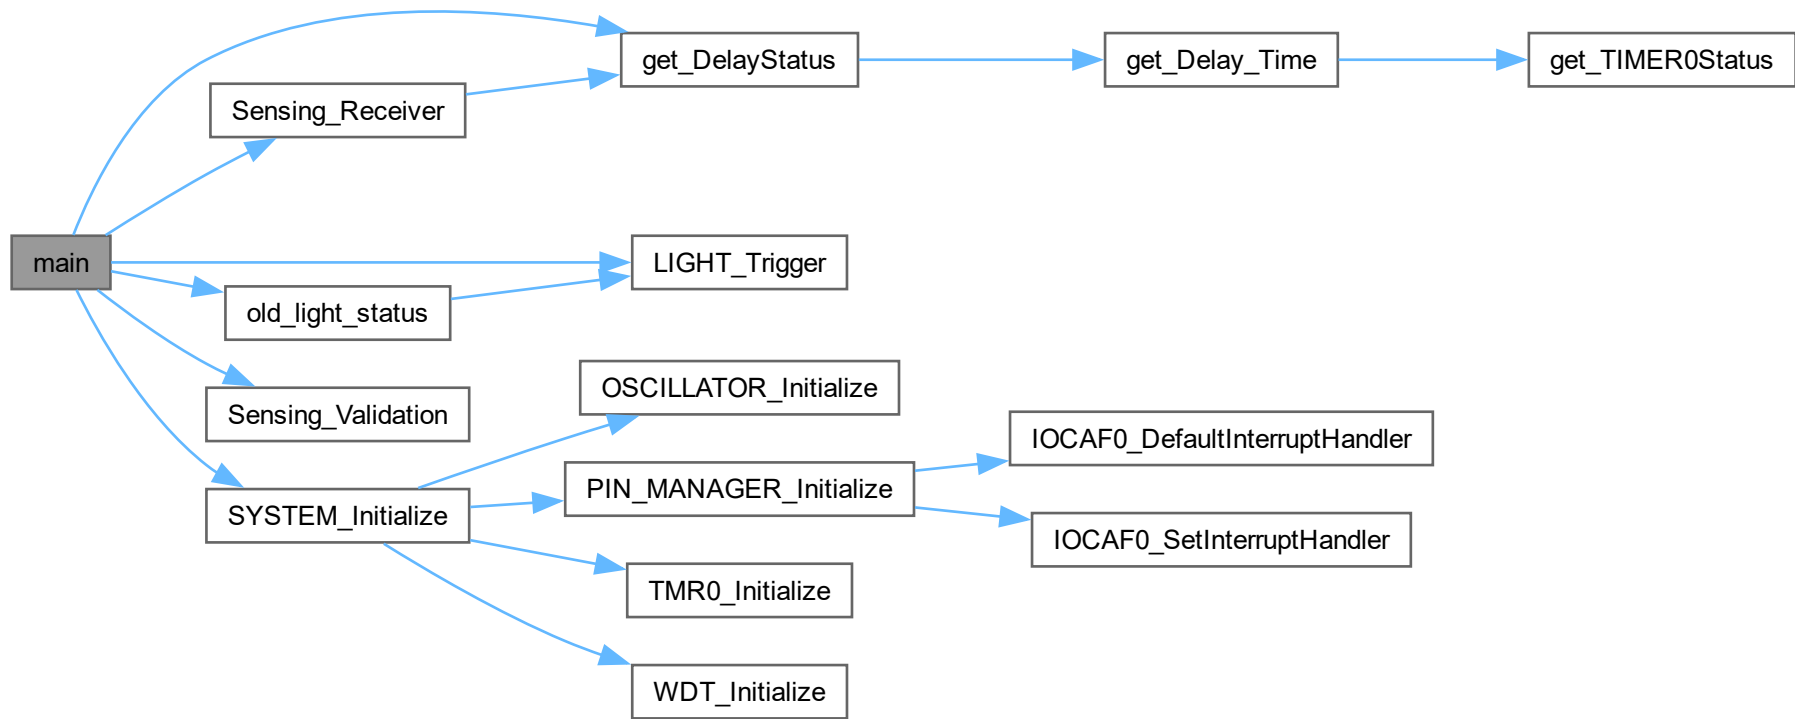 main
Sensing_Receiver
get_DelayStatus
get_Delay_Time
get_TIMER0Status
LIGHT_Trigger
old_light_status
Sensing_Validation
SYSTEM_Initialize
OSCILLATOR_Initialize
PIN_MANAGER_Initialize
IOCAF0_DefaultInterruptHandler
IOCAF0_SetInterruptHandler
TMR0_Initialize
WDT_Initialize